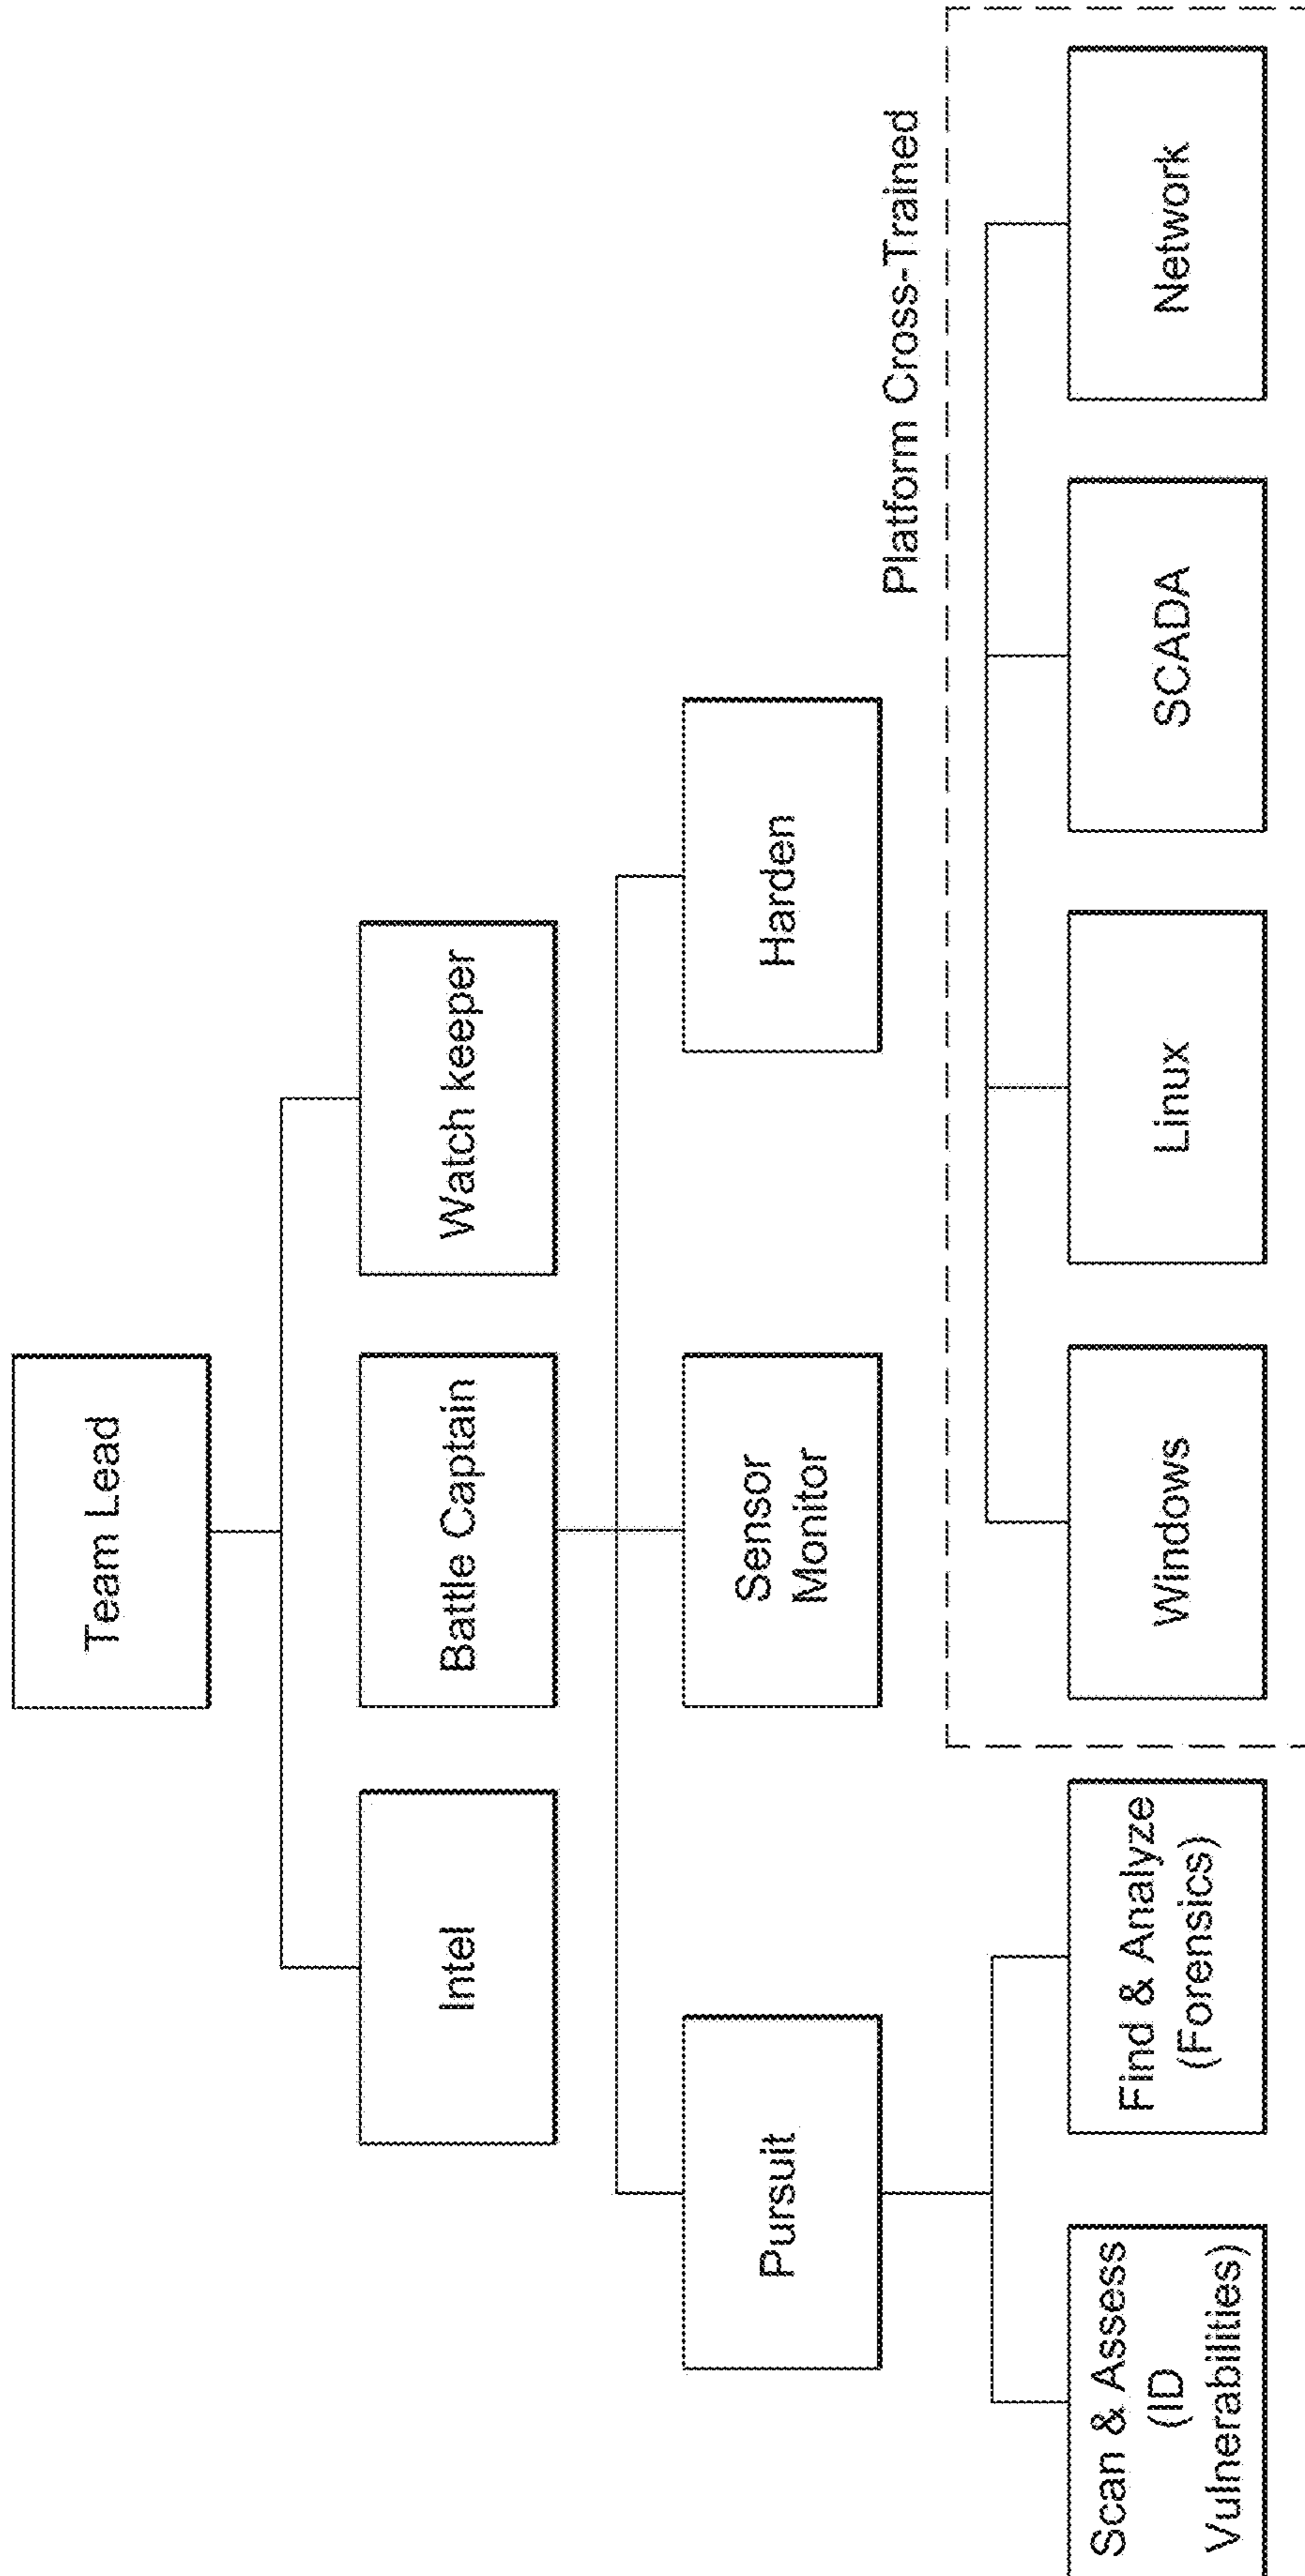 Team Lead
Intel
Battle Captain
Watch keeper
Pursuit
Sensor
Monitor
Harden
Platform Cross-Trained
Scan & Assess
(ID
Vulnerabilities)
Find & Analyze
(Forensics)
Windows
Linux
SCADA
Network